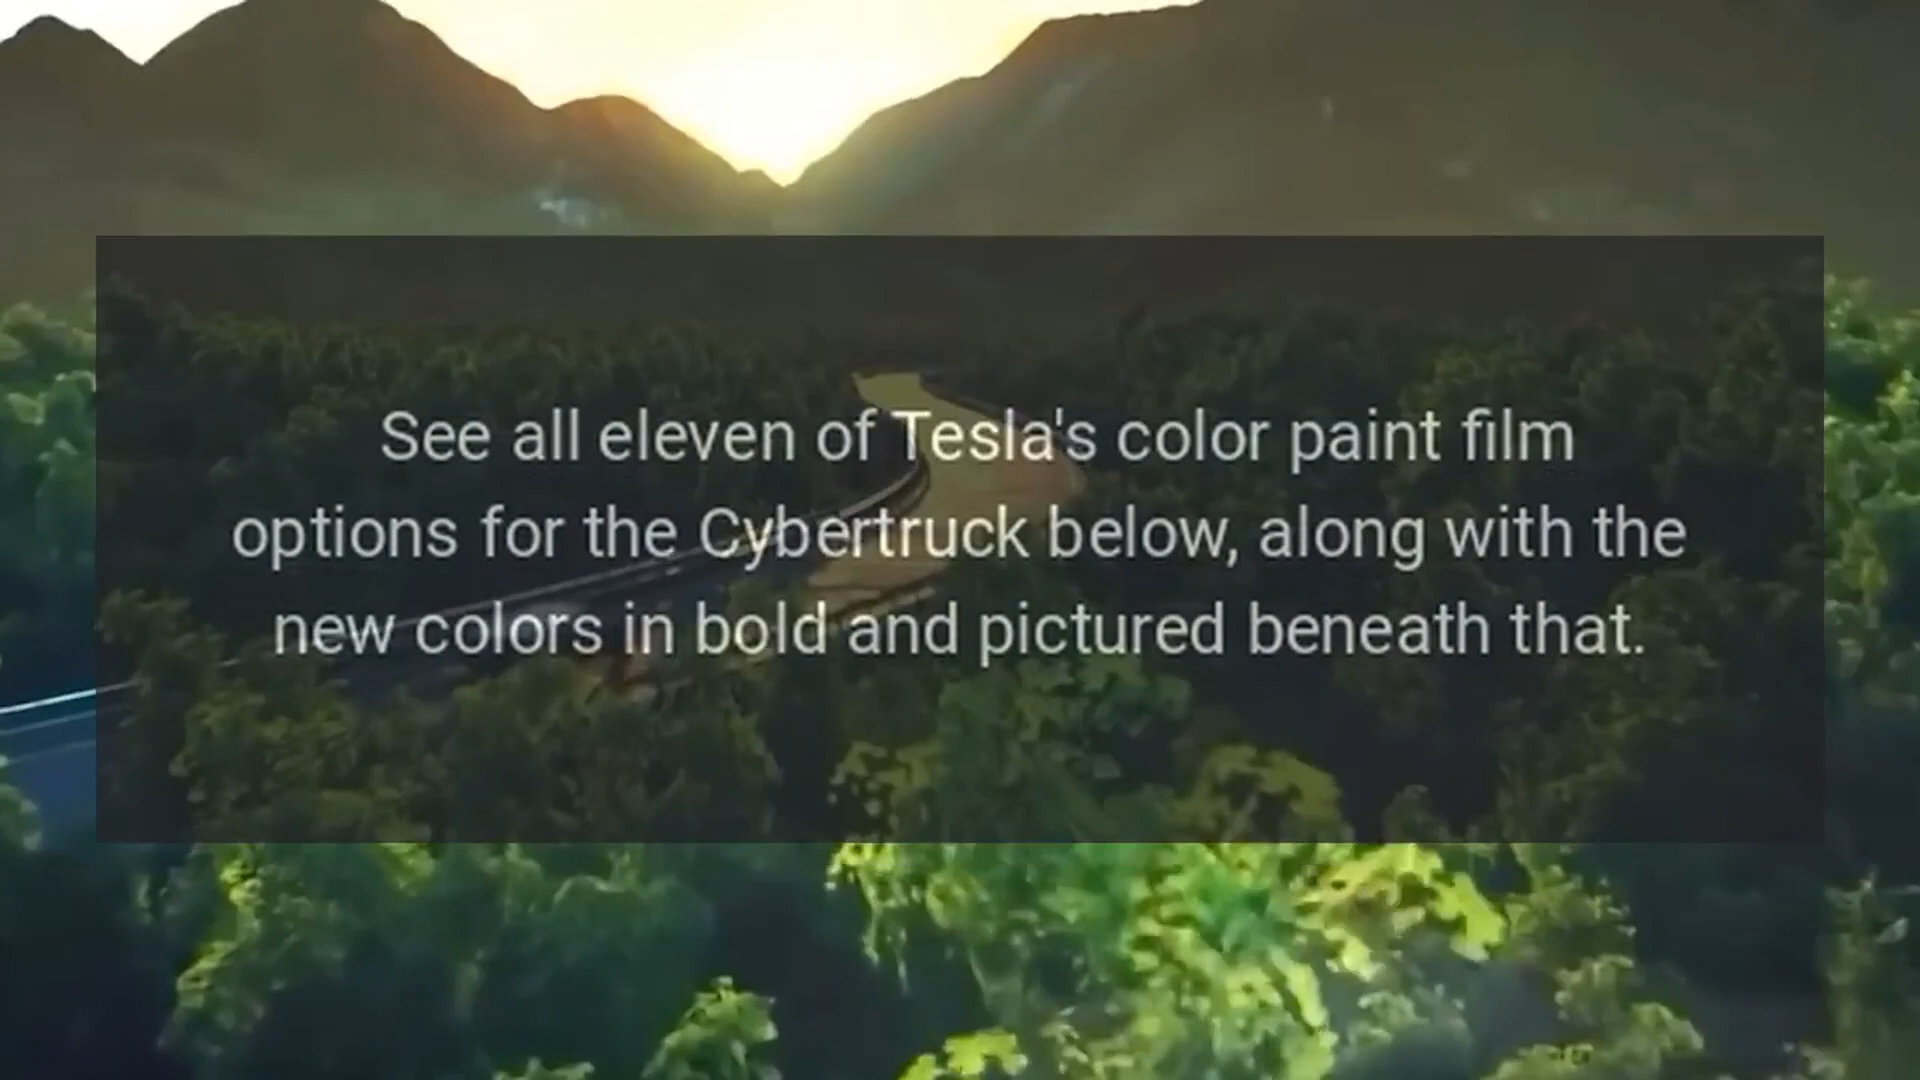 See all eleven of Tesla's color paint film
options for the Cybertruck below, along with the
new colors in bold and pictured beneath that.